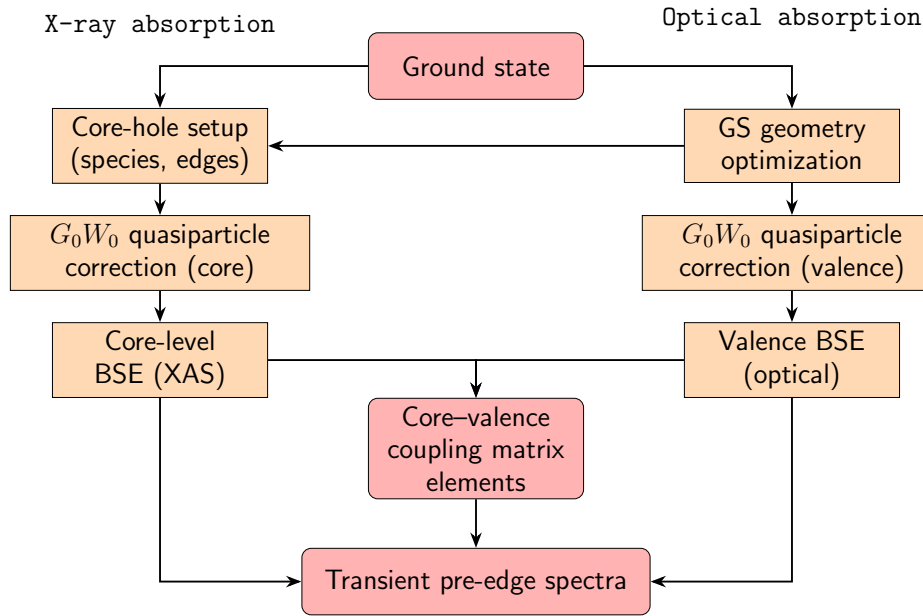 X-ray absorption
Optical absorption
Ground state
Core-hole setup
(species, edges)
GS geometry
optimization
G₀W₀ quasiparticle
correction (core)
G₀W₀ quasiparticle
correction (valence)
Core-level
BSE (XAS)
Valence BSE
(optical)
Core–valence
coupling matrix
elements
Transient pre-edge spectra